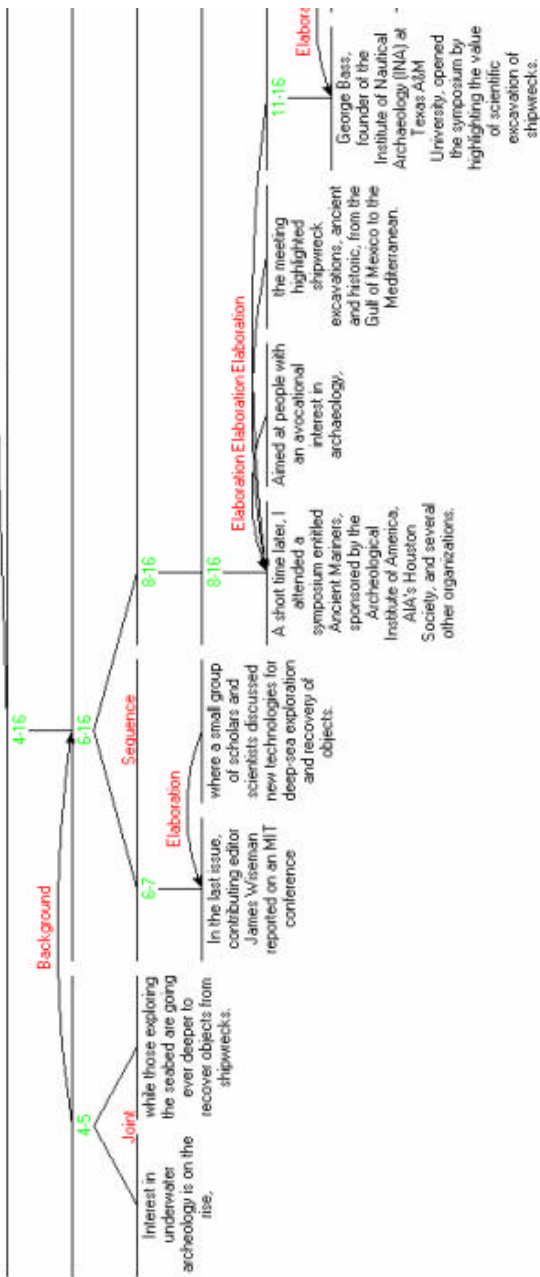 4-16
Background
4-5
6-16
Joint
Sequence
6-7
8-16
Elaboration
8-16
Elaboration Elaboration Elaboration
11-16
Elabora
Interest in
underwater
archeology is on the
rise,
while those exploring
the seabed are going
ever deeper to
recover objects from
shipwrecks.
In the last issue,
contributing editor
James Wiseman
reported on an MIT
conference
where a small group
of scholars and
scientists discussed
new technologies for
deep-sea exploration
and recovery of
objects.
A short time later, I
attended a
symposium entitled
Ancient Mariners,
sponsored by the
Archeological
Institute of America,
AIA's Houston
Society, and several
other organizations.
Aimed at people with
an avocational
interest in
archaeology,
the meeting
highlighted
shipwreck
excavations, ancient
and historic, from the
Gulf of Mexico to the
Mediterranean.
George Bass,
founder of the
Institute of Nautical
Archaeology (INA) at
Texas A&M
University, opened
the symposium by
highlighting the value
of scientific
excavation of
shipwrecks.